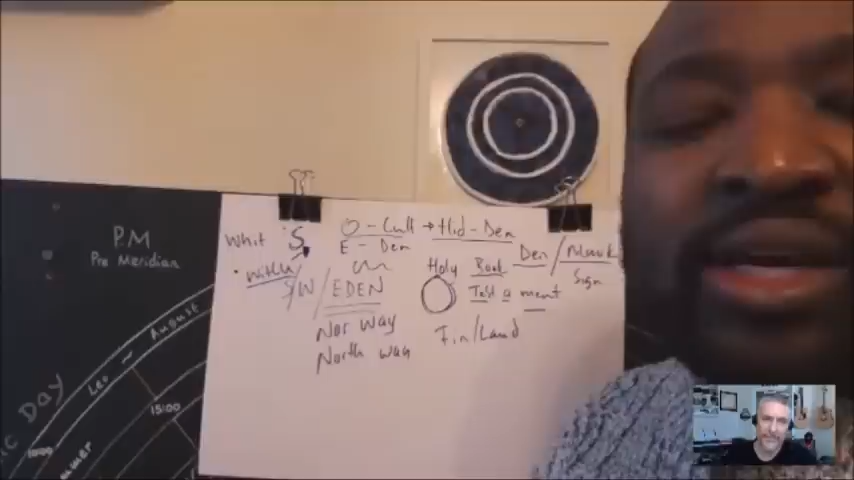 P.M
Pre Meridian
Leo ~ August
15:00
Day
Whit S O-Cult → Hid-Den
E-Den
Den/Mark
Sign
Holy Book
S/W/EDEN
Test a ment
Nor Way
North way
Fin/Land